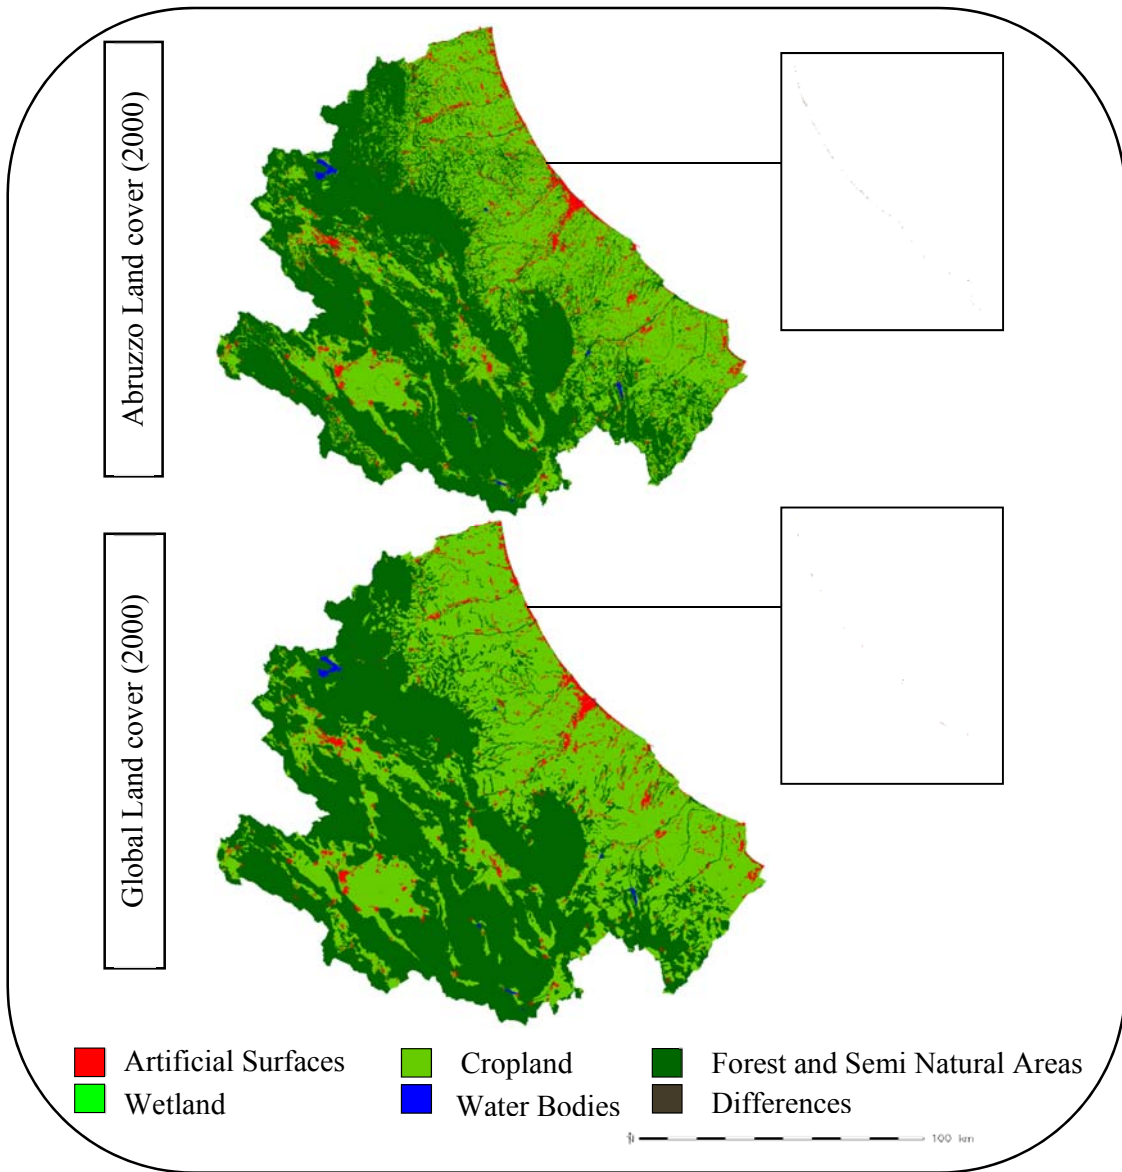 Abruzzo Land cover (2000)
Global Land cover (2000)
Artificial Surfaces
Cropland
Forest and Semi Natural Areas
Wetland
Water Bodies
Differences
100 km